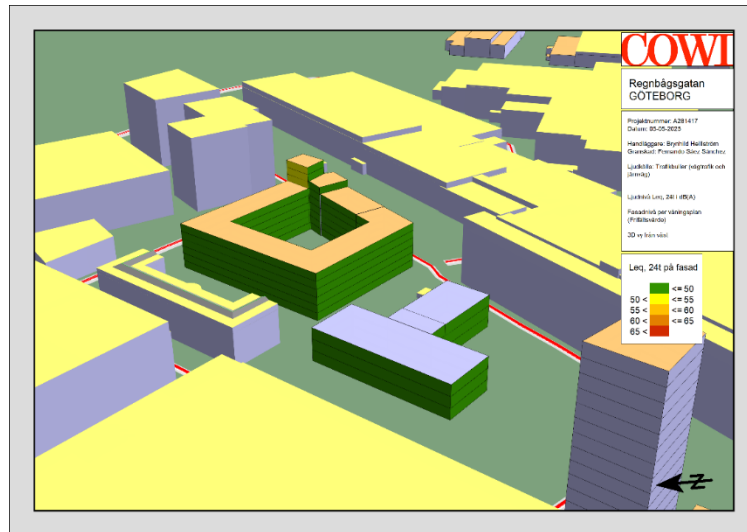 COWI
Regnbågsgatan
GÖTEBORG
Projektnummer: A281417
Datum: 05-05-2023
Handläggare: Brynhild Hellström
Granskad: Fernando Sáez Sánchez
Ljudkälla: Trafikbuller (vägtrafik och
järnväg)
Ljudnivå Leq, 24t i dB(A)
Fasadnivå per våningsplan
(Frifältsvärde)
3D vy från väst
Leq, 24t på fasad
<= 50
50 < <= 55
55 < <= 60
60 < <= 65
65 <
N